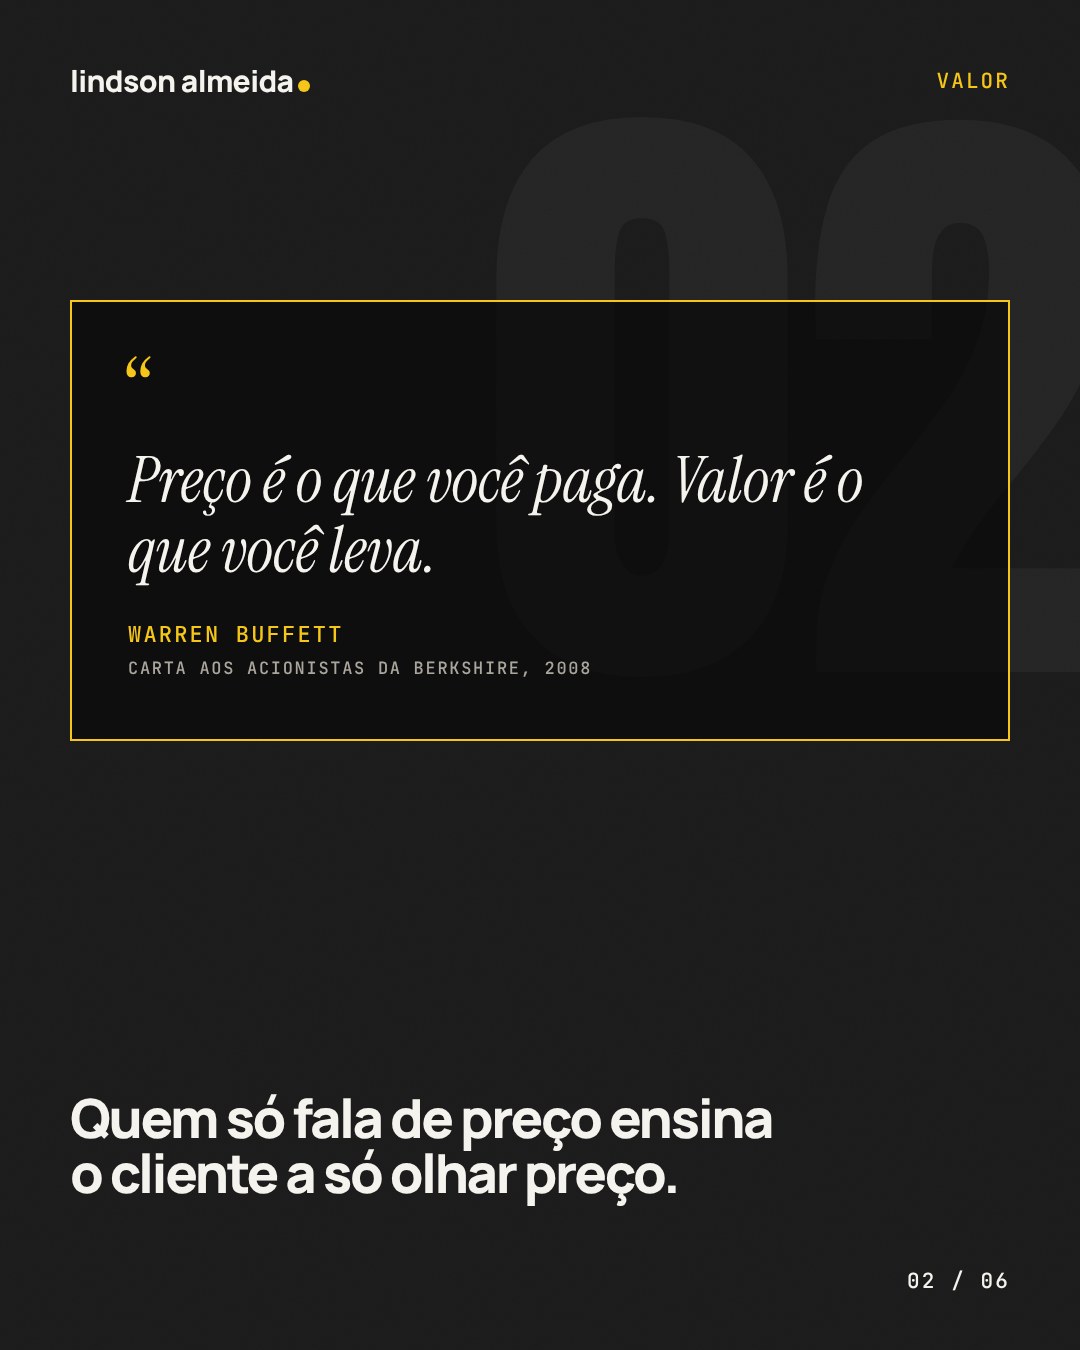 lindson almeida
VALOR
02
“
Preço é o que você paga. Valor é o
que você leva.
WARREN BUFFETT
CARTA AOS ACIONISTAS DA BERKSHIRE, 2008
Quem só fala de preço ensina
o cliente a só olhar preço.
02 / 06